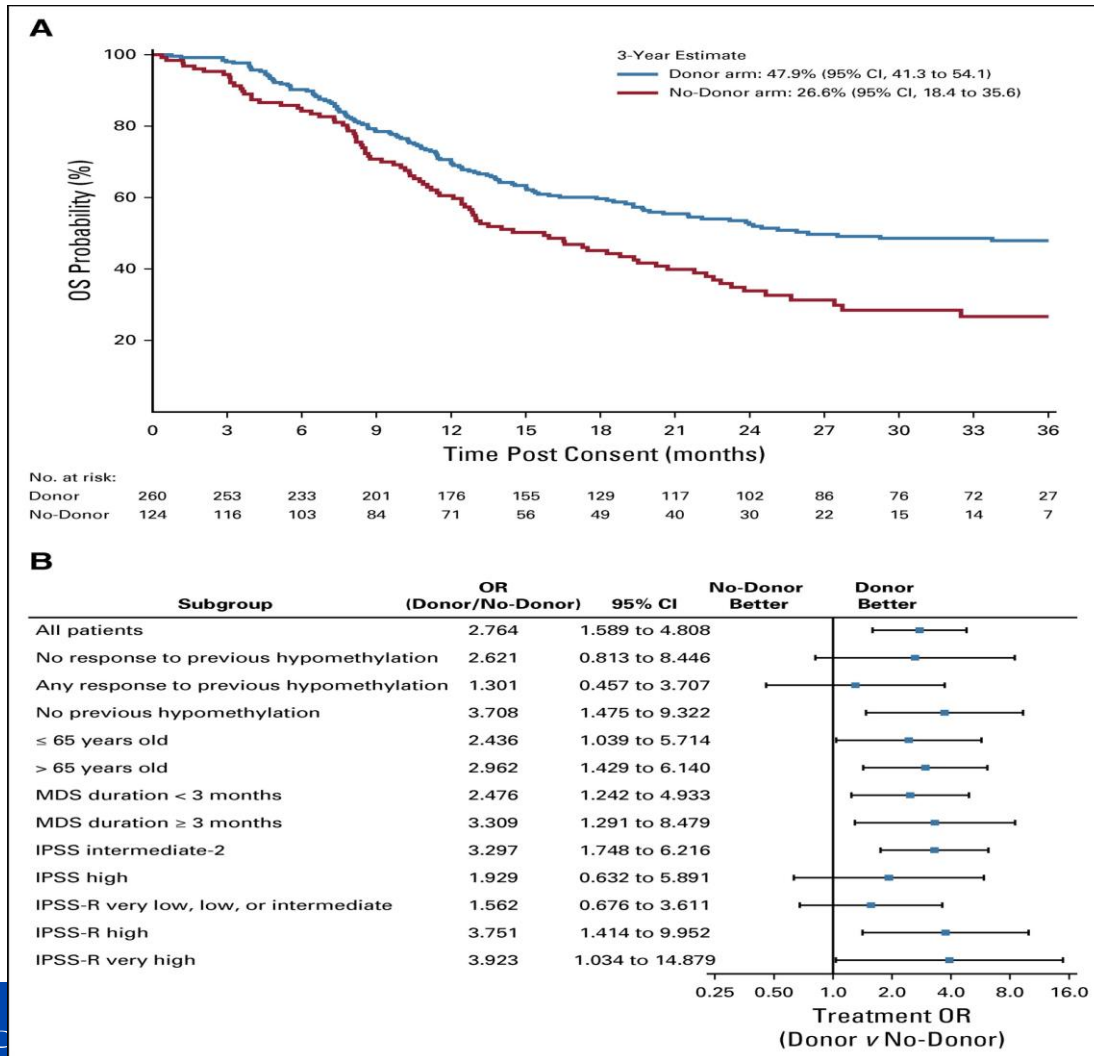 A
3-Year Estimate
Donor arm: 47.9% (95% CI, 41.3 to 54.1)
No-Donor arm: 26.6% (95% CI, 18.4 to 35.6)
100
80
60
40
20
OS Probability (%)
0 3 6 9 12 15 18 21 24 27 30 33 36
Time Post Consent (months)
No. at risk:
Donor 260 253 233 201 176 155 129 117 102 86 76 72 27
No-Donor 124 116 103 84 71 56 49 40 30 22 15 14 7
B
OR No-Donor Donor
Subgroup (Donor/No-Donor) 95% CI Better Better
All patients 2.764 1.589 to 4.808
No response to previous hypomethylation 2.621 0.813 to 8.446
Any response to previous hypomethylation 1.301 0.457 to 3.707
No previous hypomethylation 3.708 1.475 to 9.322
≤ 65 years old 2.436 1.039 to 5.714
> 65 years old 2.962 1.429 to 6.140
MDS duration < 3 months 2.476 1.242 to 4.933
MDS duration ≥ 3 months 3.309 1.291 to 8.479
IPSS intermediate-2 3.297 1.748 to 6.216
IPSS high 1.929 0.632 to 5.891
IPSS-R very low, low, or intermediate 1.562 0.676 to 3.611
IPSS-R high 3.751 1.414 to 9.952
IPSS-R very high 3.923 1.034 to 14.879
0.25 0.50 1.0 2.0 4.0 8.0 16.0
Treatment OR
(Donor v No-Donor)